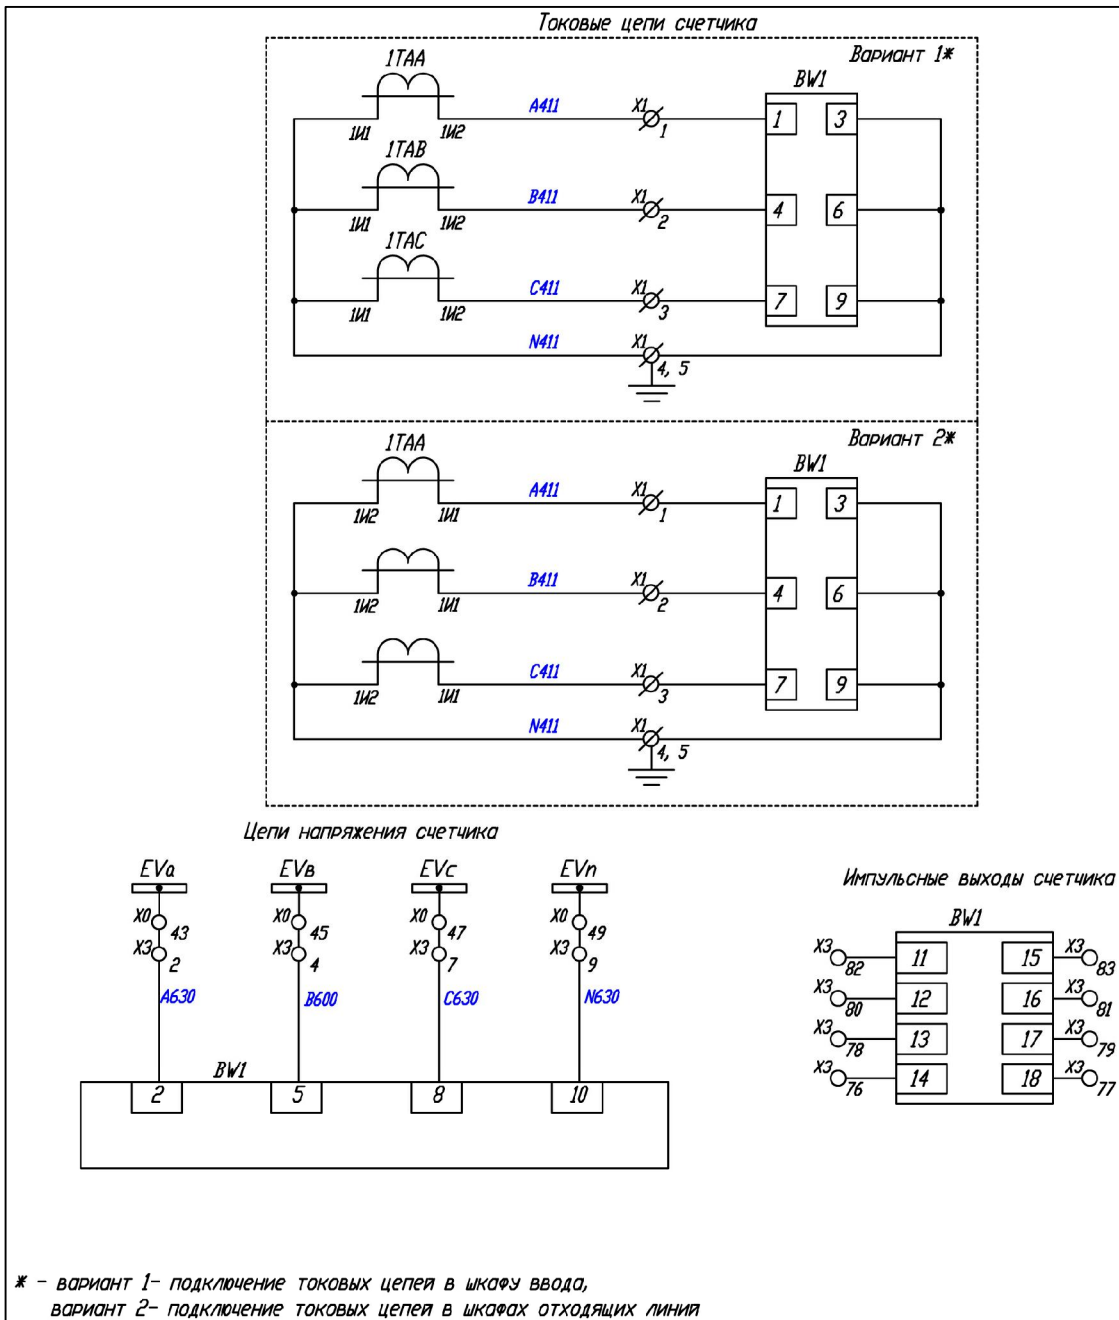 Токовые цепи счетчика
Вариант 1*
1TAA
BW1
A411
X1
1
1
3
1И1
1И2
1TAB
B411
X1
2
4
6
1И1
1И2
1TAC
C411
X1
3
7
9
1И1
1И2
N411
X1
4, 5
Вариант 2*
1TAA
BW1
A411
X1
1
1
3
1И2
1И1
B411
X1
2
4
6
1И2
1И1
C411
X1
3
7
9
1И2
1И1
N411
X1
4, 5
Цепи напряжения счетчика
EVa
EVв
EVc
EVn
X0
43
X0
45
X0
47
X0
49
X3
2
X3
4
X3
7
X3
9
A630
B600
C630
N630
BW1
2
5
8
10
Импульсные выходы счетчика
BW1
X3
82
11
15
X3
83
X3
80
12
16
X3
81
X3
78
13
17
X3
79
X3
76
14
18
X3
77
* - вариант 1- подключение токовых цепей в шкафу ввода,
вариант 2- подключение токовых цепей в шкафах отходящих линий